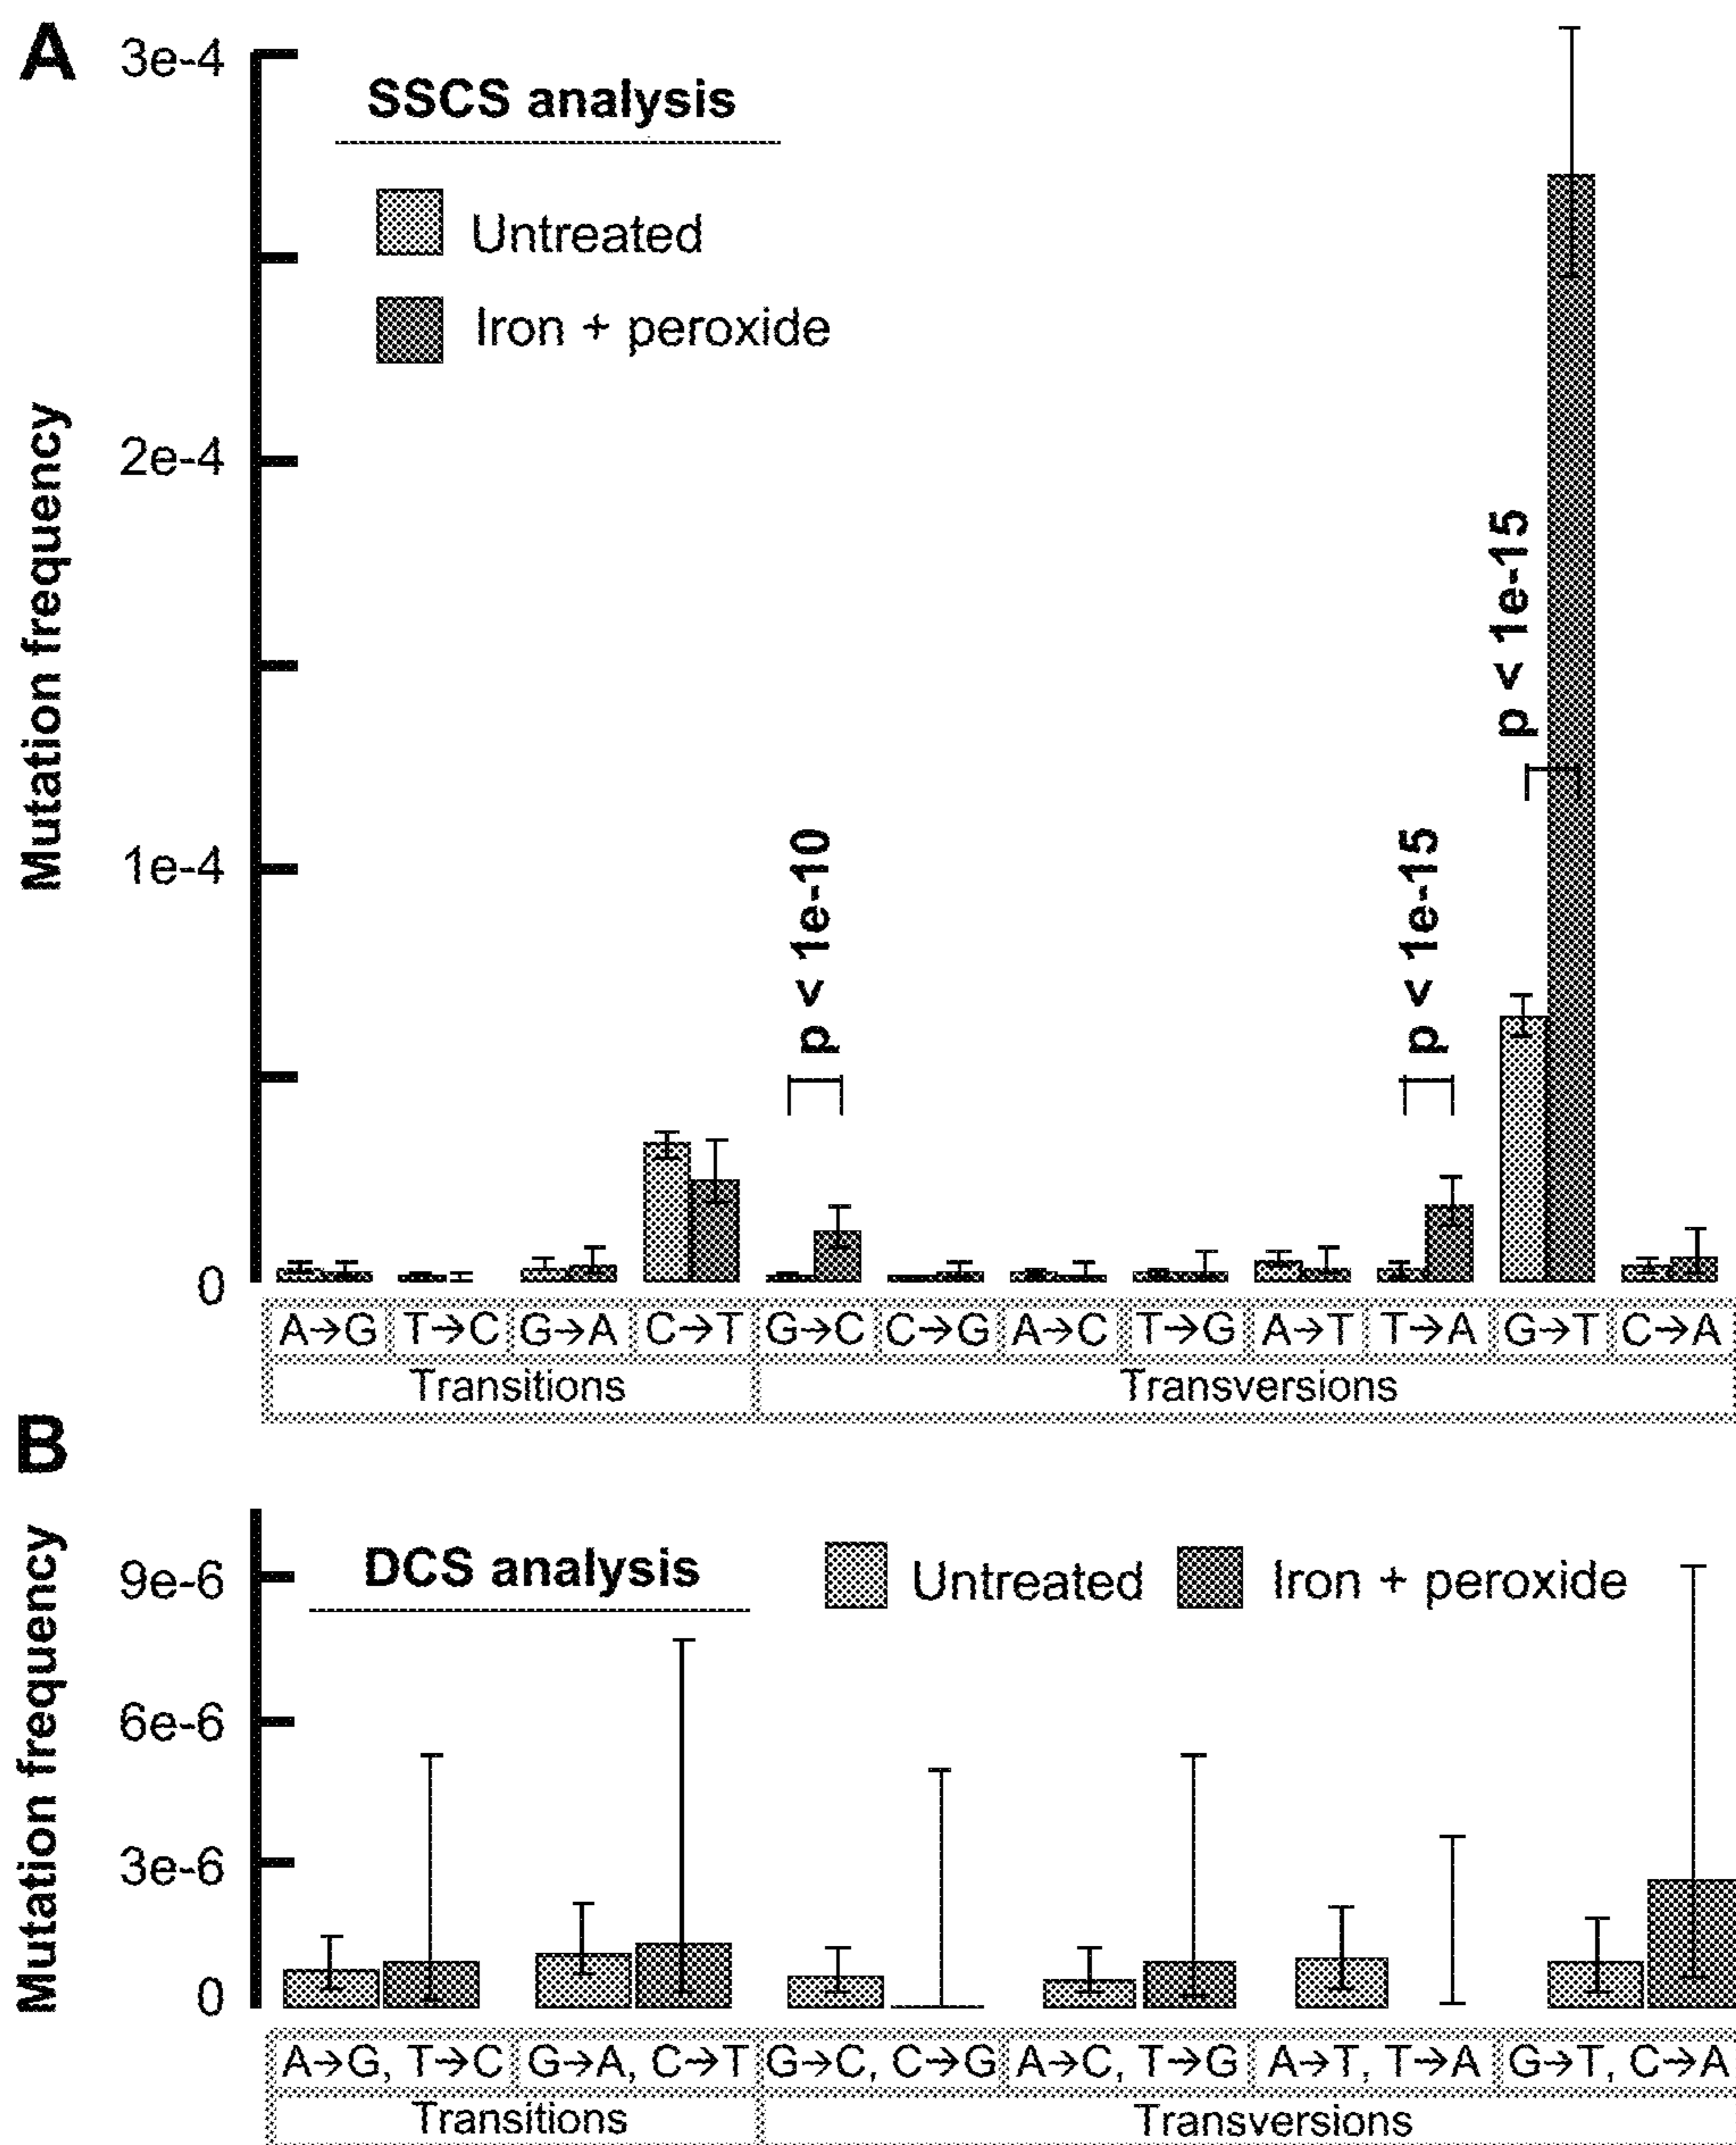 A
3e-4
SSCS analysis
Untreated
Iron + peroxide
2e-4
1e-4
0
Mutation frequency
p < 1e-10
p < 1e-15
p < 1e-15
A→G T→C G→A C→T G→C C→G A→C T→G A→T T→A G→T C→A
Transitions Transversions
B
DCS analysis Untreated Iron + peroxide
9e-6
6e-6
3e-6
0
Mutation frequency
A→G, T→C G→A, C→T G→C, C→G A→C, T→G A→T, T→A G→T, C→A
Transitions Transversions